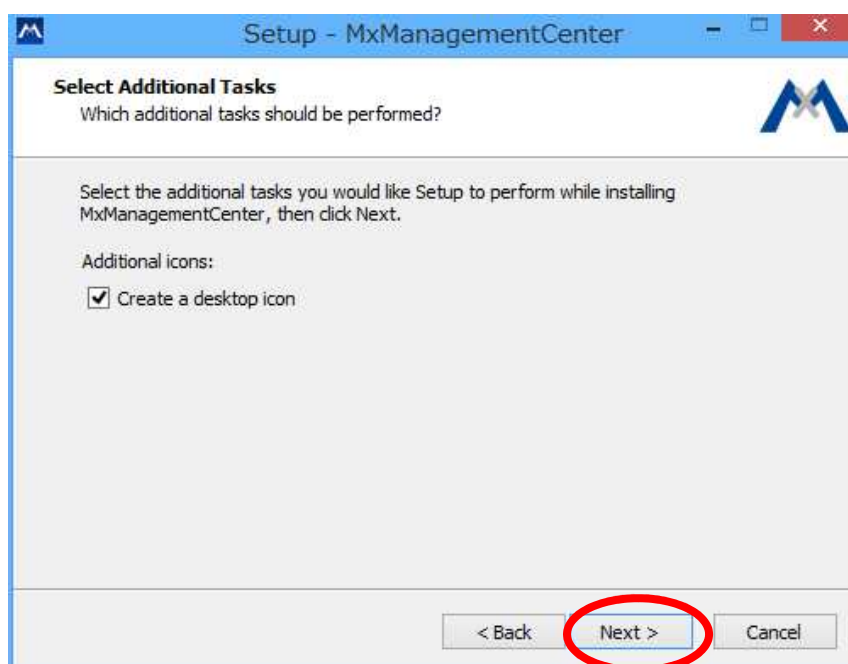 Setup - MxManagementCenter
Select Additional Tasks
Which additional tasks should be performed?
Select the additional tasks you would like Setup to perform while installing
MxManagementCenter, then click Next.
Additional icons:
Create a desktop icon
< Back Next > Cancel